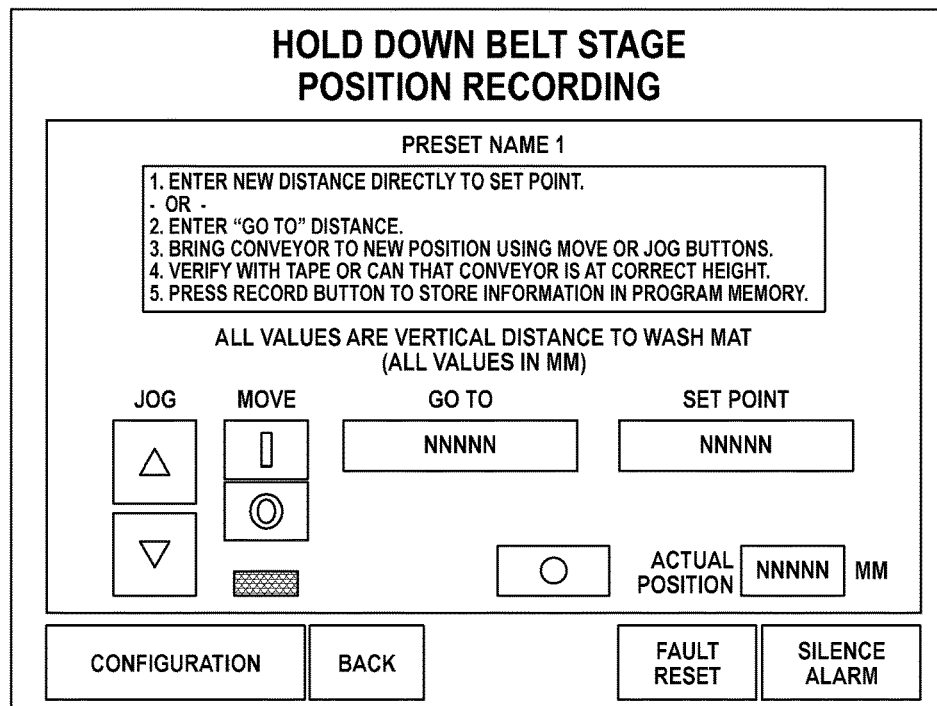 HOLD DOWN BELT STAGE
POSITION RECORDING
PRESET NAME 1
1. ENTER NEW DISTANCE DIRECTLY TO SET POINT.
- OR -
2. ENTER “GO TO” DISTANCE.
3. BRING CONVEYOR TO NEW POSITION USING MOVE OR JOG BUTTONS.
4. VERIFY WITH TAPE OR CAN THAT CONVEYOR IS AT CORRECT HEIGHT.
5. PRESS RECORD BUTTON TO STORE INFORMATION IN PROGRAM MEMORY.
ALL VALUES ARE VERTICAL DISTANCE TO WASH MAT
(ALL VALUES IN MM)
JOG MOVE GO TO SET POINT
NNNNN NNNNN
ACTUAL
POSITION NNNNN MM
CONFIGURATION BACK FAULT
RESET SILENCE
ALARM